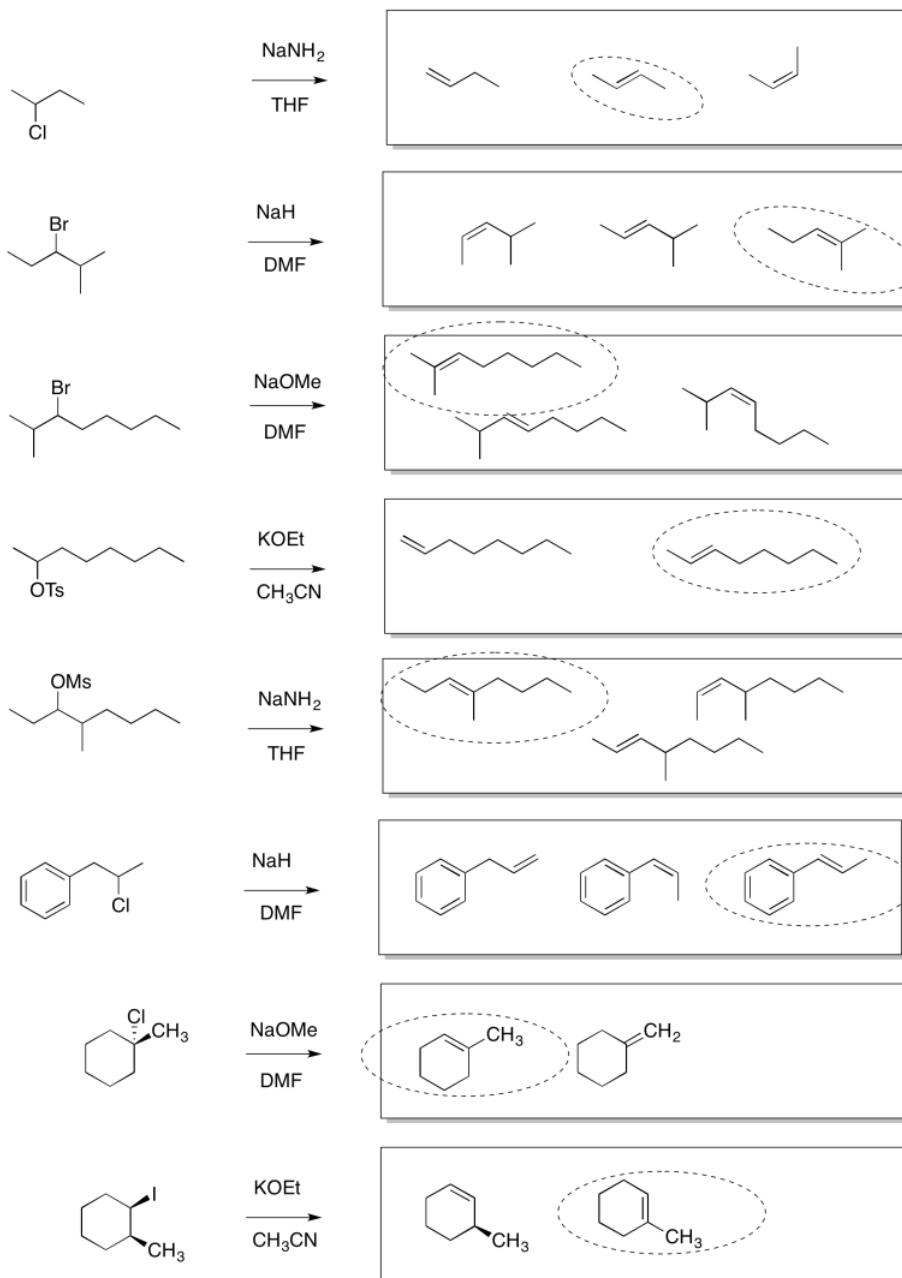 NaNH₂
THF
Cl
Br
NaH
DMF
Br
NaOMe
DMF
KOEt
OTs
CH₃CN
OMs
NaNH₂
THF
NaH
Cl
DMF
Cl
CH₃
NaOMe
DMF
CH₃
CH₂
I
CH₃
KOEt
CH₃CN
CH₃
CH₃